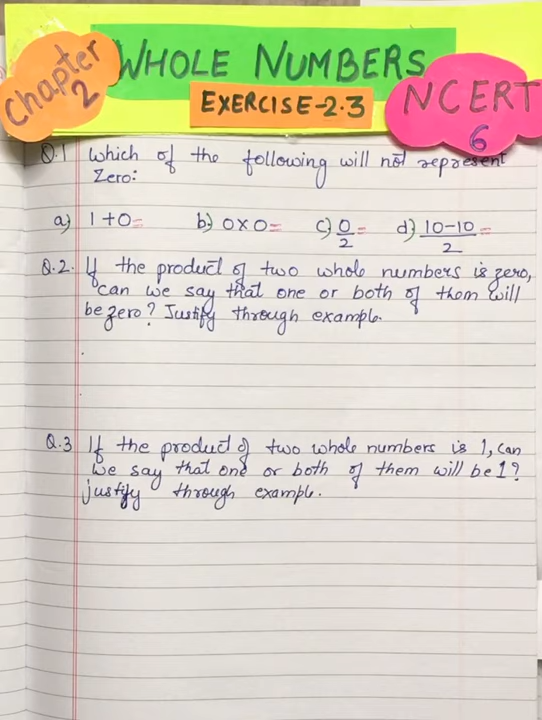 Chapter
2
WHOLE NUMBERS
EXERCISE-2.3
NCERT
6
Q.1 Which of the following will not represent
Zero:
a) 1+0= b) 0×0= c) 0/2= d) 10-10/2=
Q.2. If the product of two whole numbers is zero,
can we say that one or both of them will
be zero? Justify through example.
Q.3 If the product of two whole numbers is 1, can
we say that one or both of them will be 1?
justify through example.